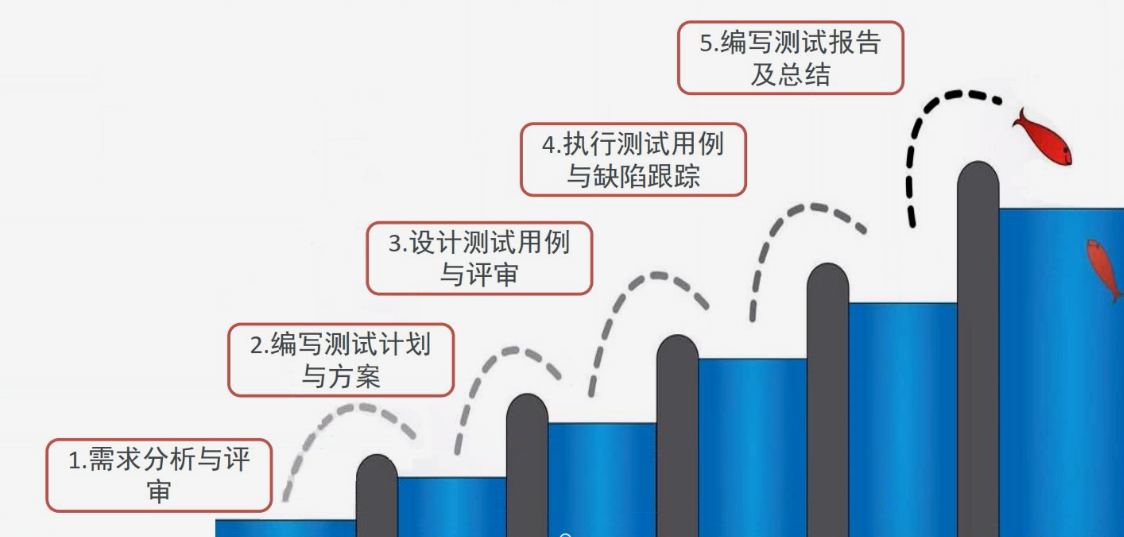 5.编写测试报告
及总结
4.执行测试用例
与缺陷跟踪
3.设计测试用例
与评审
2.编写测试计划
与方案
1.需求分析与评
审